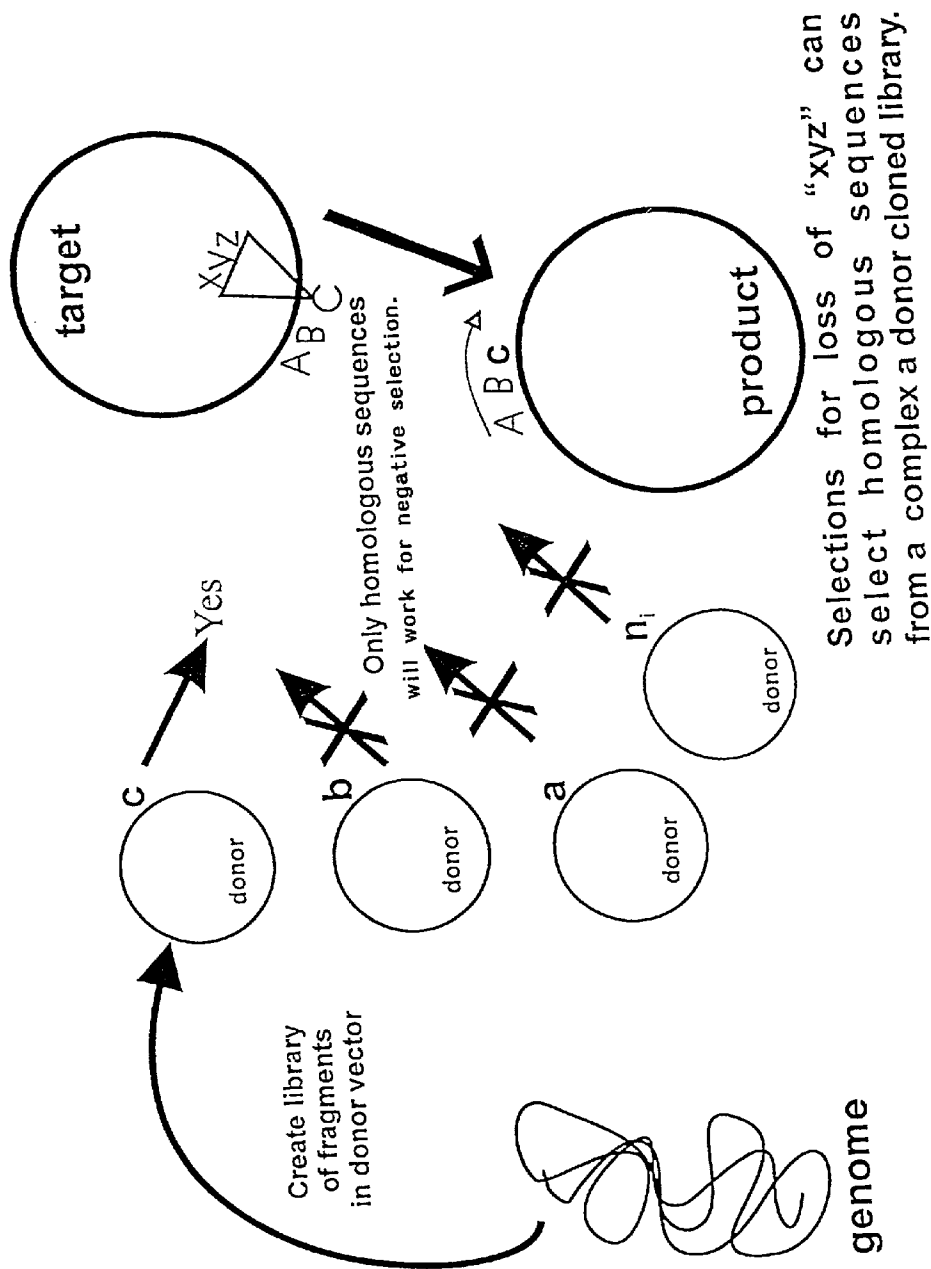 genome
Create library
of fragments
in donor vector
c
donor
b
donor
a
donor
nᵢ
donor
Yes
Only homologous sequences
will work for negative selection.
target
xyz
A B C
A B c
product
Selections for loss of "xyz" can
select homologous sequences
from a complex a donor cloned library.